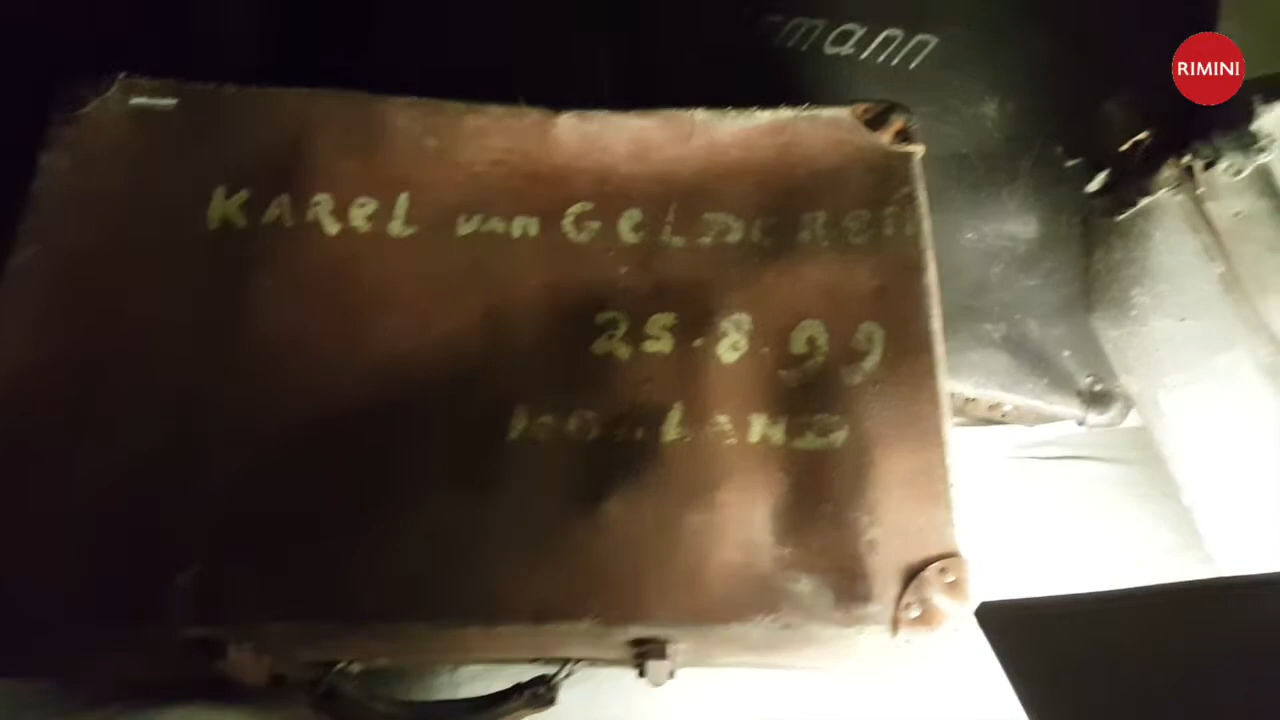 mann
RIMINI
KAREL van GELDEREN
25.8.99
HOLLAND